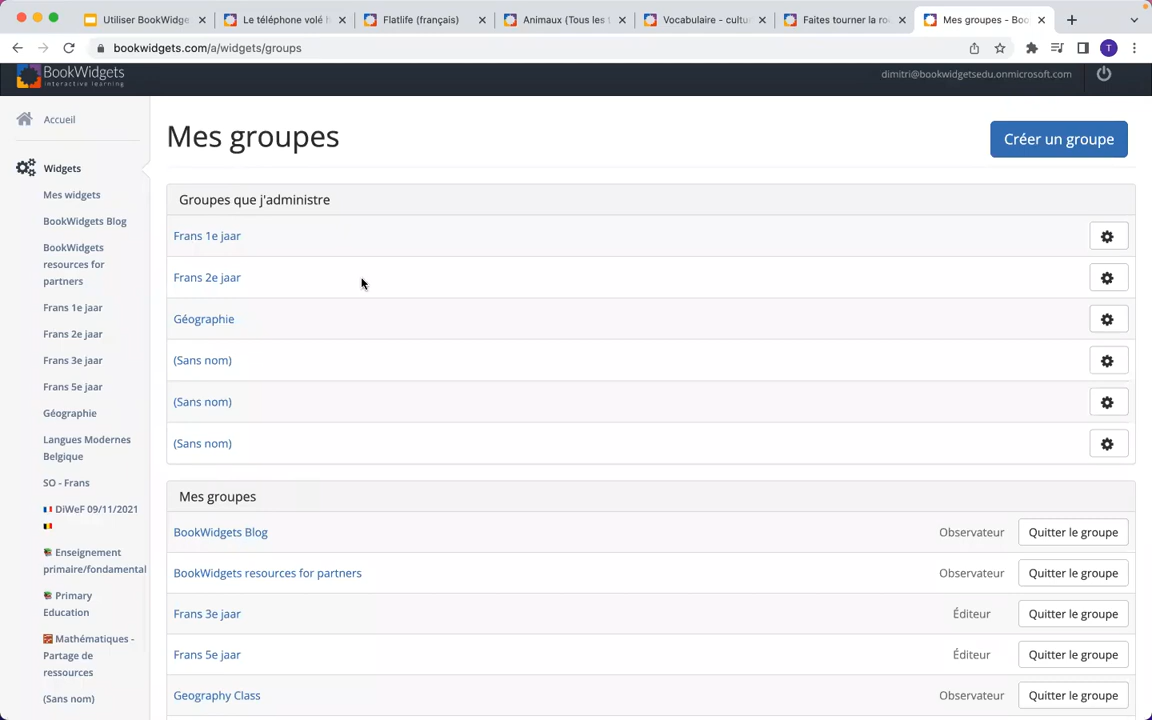 Utiliser BookWidge
Le téléphone volé
Flatlife (français)
Animaux (Tous les
Vocabulaire - cultu
Faites tourner la ro
Mes groupes - Boo
bookwidgets.com/a/widgets/groups
T
BookWidgets
interactive learning
dimitri@bookwidgetsedu.onmicrosoft.com
Accueil
Widgets
Mes widgets
BookWidgets Blog
BookWidgets
resources for
partners
Frans 1e jaar
Frans 2e jaar
Frans 3e jaar
Frans 5e jaar
Géographie
Langues Modernes
Belgique
SO - Frans
DiWeF 09/11/2021
Enseignement
primaire/fondamental
Primary
Education
Mathématiques -
Partage de
ressources
(Sans nom)
Mes groupes
Créer un groupe
Groupes que j'administre
Frans 1e jaar
Frans 2e jaar
Géographie
(Sans nom)
(Sans nom)
(Sans nom)
Mes groupes
BookWidgets Blog Observateur Quitter le groupe
BookWidgets resources for partners Observateur Quitter le groupe
Frans 3e jaar Éditeur Quitter le groupe
Frans 5e jaar Éditeur Quitter le groupe
Geography Class Observateur Quitter le groupe